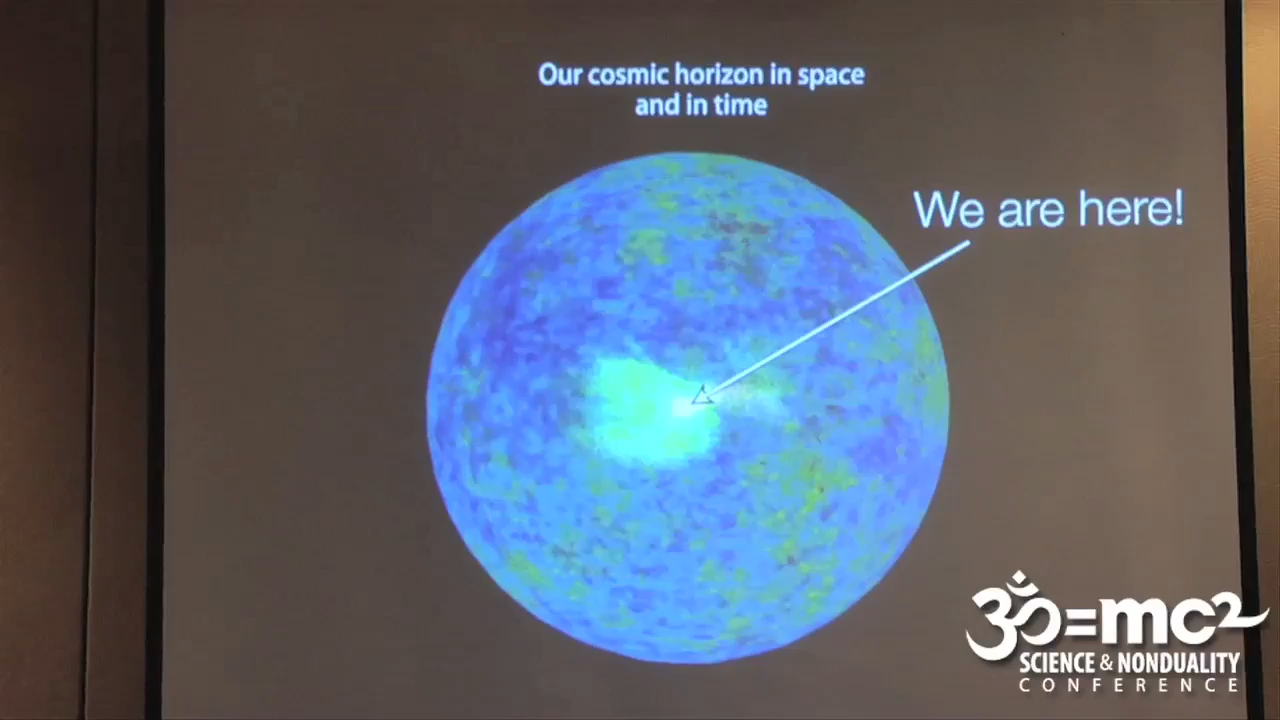 Our cosmic horizon in space
and in time
We are here!
ॐ=mc²
SCIENCE & NONDUALITY
CONFERENCE